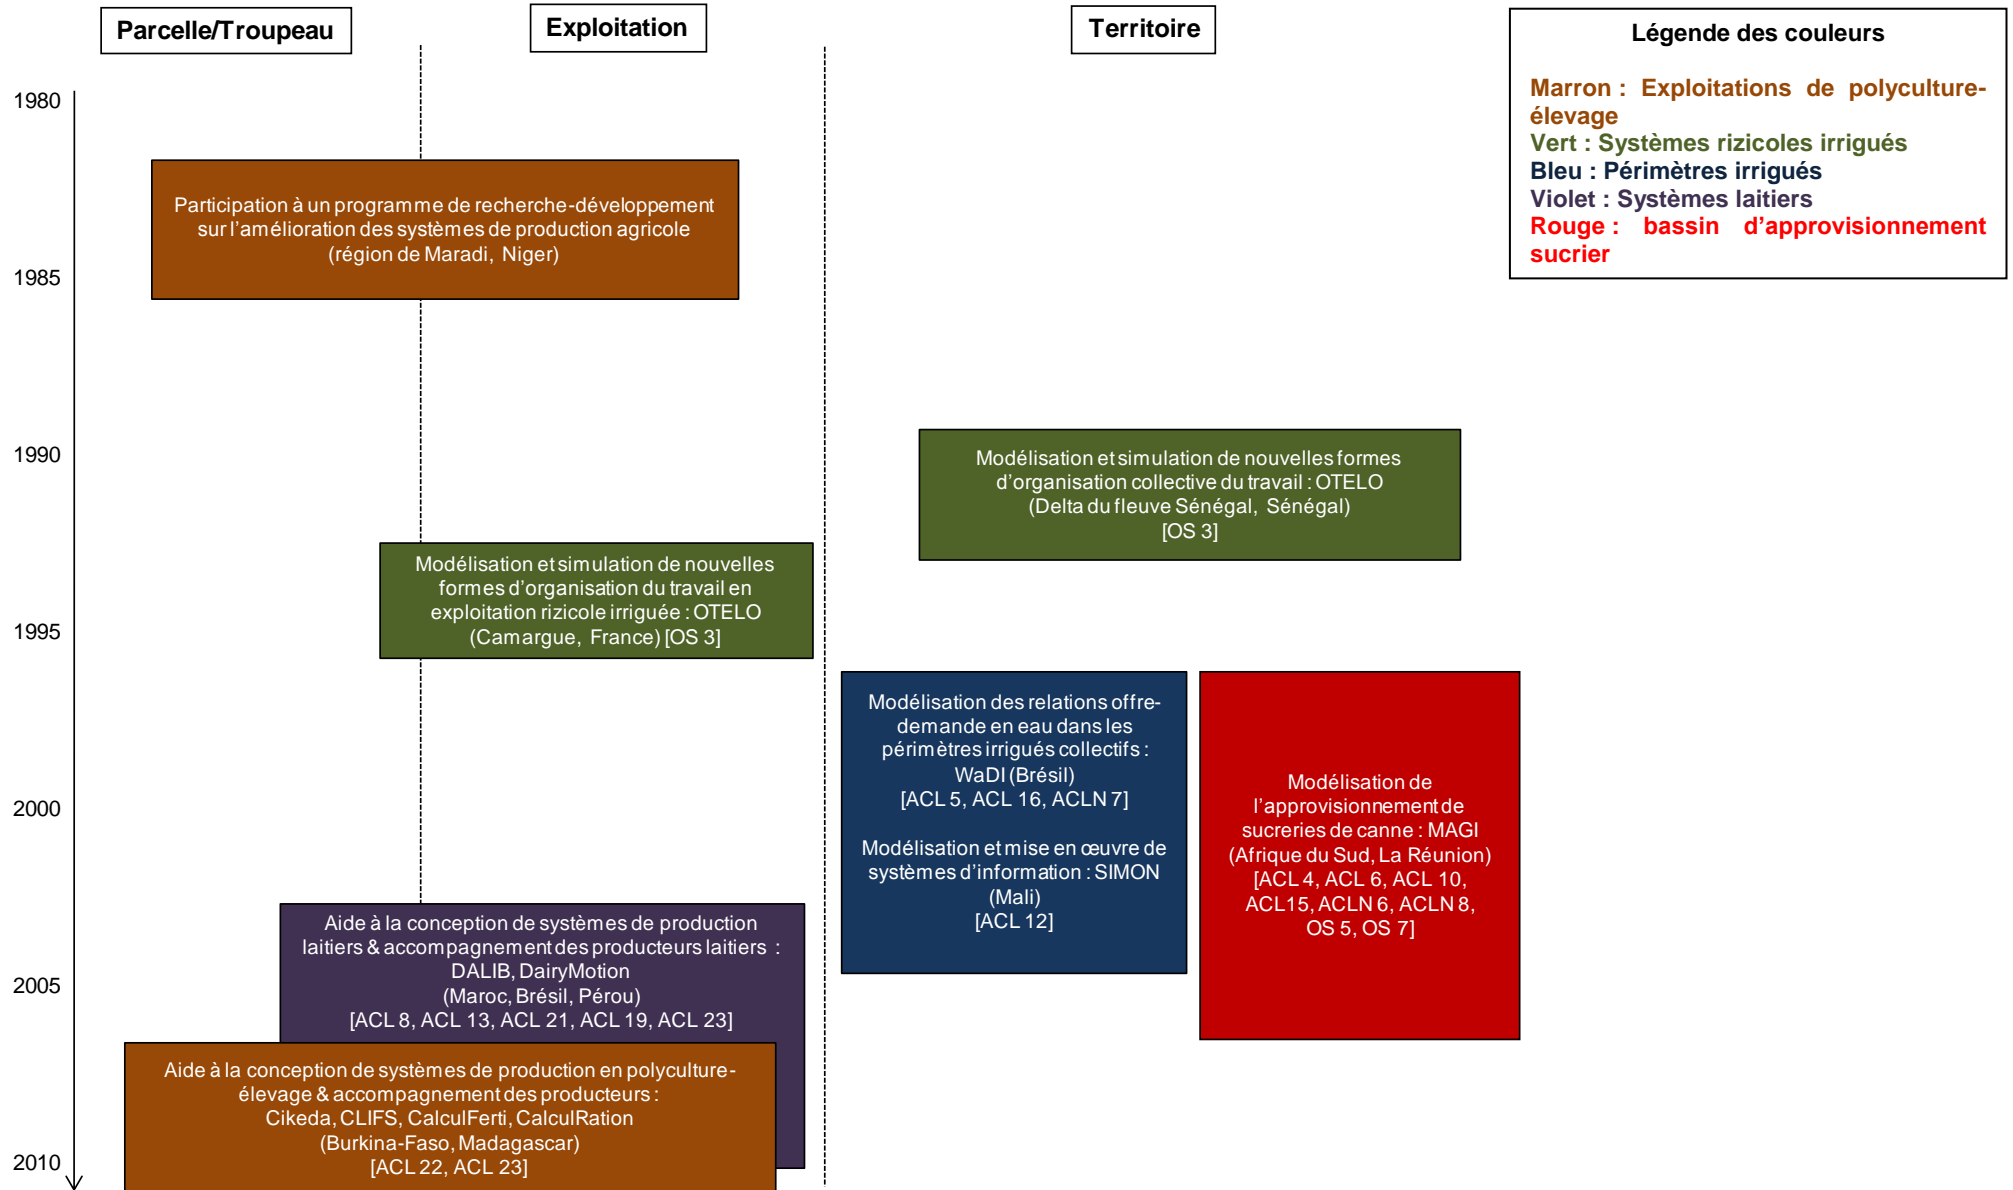 Parcelle/Troupeau
Exploitation
Territoire
Légende des couleurs
Marron : Exploitations de polyculture-
élevage
Vert : Systèmes rizicoles irrigués
Bleu : Périmètres irrigués
Violet : Systèmes laitiers
Rouge : bassin d'approvisionnement
sucrier
1980
1985
1990
1995
2000
2005
2010
Participation à un programme de recherche-développement
sur l'amélioration des systèmes de production agricole
(région de Maradi, Niger)
Modélisation et simulation de nouvelles formes
d'organisation collective du travail : OTELO
(Delta du fleuve Sénégal, Sénégal)
[OS 3]
Modélisation et simulation de nouvelles
formes d'organisation du travail en
exploitation rizicole irriguée : OTELO
(Camargue, France) [OS 3]
Modélisation des relations offre-
demande en eau dans les
périmètres irrigués collectifs :
WaDI (Brésil)
[ACL 5, ACL 16, ACLN 7]
Modélisation et mise en œuvre de
systèmes d'information : SIMON
(Mali)
[ACL 12]
Modélisation de
l'approvisionnement de
sucreries de canne : MAGI
(Afrique du Sud, La Réunion)
[ACL 4, ACL 6, ACL 10,
ACL15, ACLN 6, ACLN 8,
OS 5, OS 7]
Aide à la conception de systèmes de production
laitiers & accompagnement des producteurs laitiers :
DALIB, DairyMotion
(Maroc, Brésil, Pérou)
[ACL 8, ACL 13, ACL 21, ACL 19, ACL 23]
Aide à la conception de systèmes de production en polyculture-
élevage & accompagnement des producteurs :
Cikeda, CLIFS, CalculFerti, CalculRation
(Burkina-Faso, Madagascar)
[ACL 22, ACL 23]